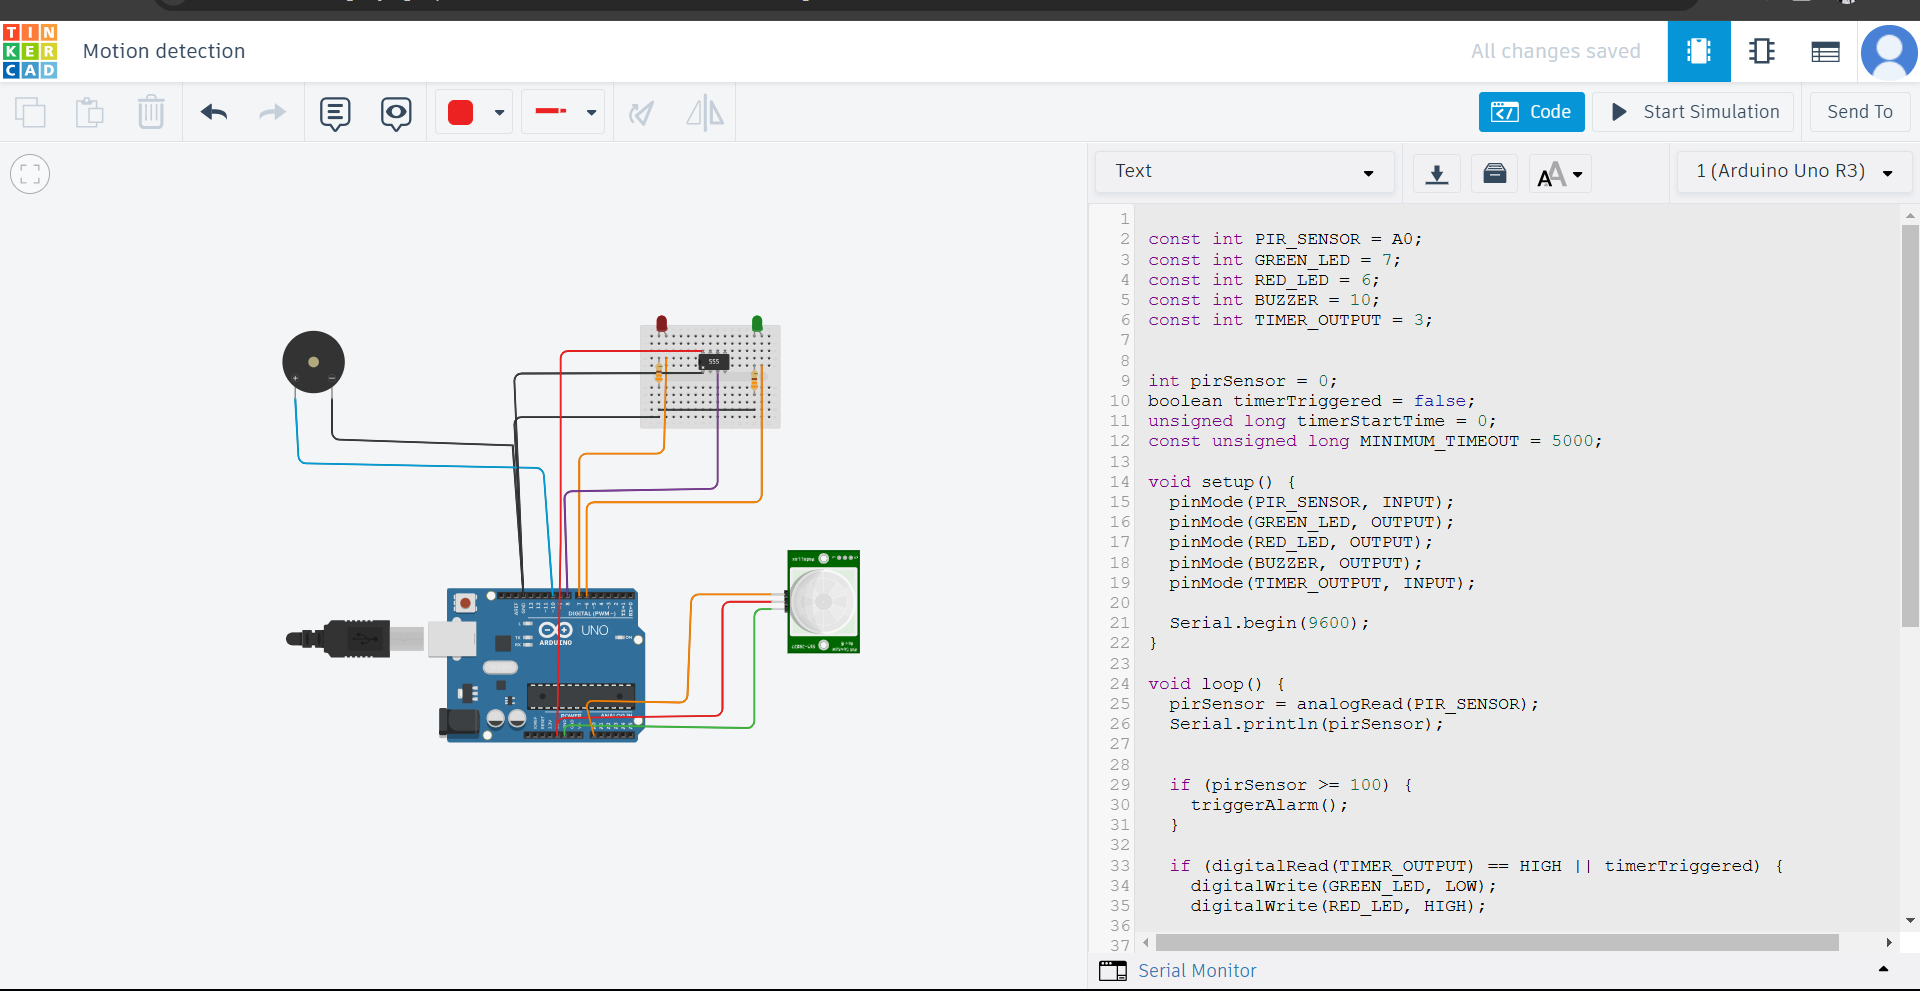 TIN
KER
CAD
Motion detection
All changes saved
Code
Start Simulation
Send To
Text
1 (Arduino Uno R3)
1
2 const int PIR_SENSOR = A0;
3 const int GREEN_LED = 7;
4 const int RED_LED = 6;
5 const int BUZZER = 10;
6 const int TIMER_OUTPUT = 3;
7
8
9 int pirSensor = 0;
10 boolean timerTriggered = false;
11 unsigned long timerStartTime = 0;
12 const unsigned long MINIMUM_TIMEOUT = 5000;
13
14 void setup() {
15 pinMode(PIR_SENSOR, INPUT);
16 pinMode(GREEN_LED, OUTPUT);
17 pinMode(RED_LED, OUTPUT);
18 pinMode(BUZZER, OUTPUT);
19 pinMode(TIMER_OUTPUT, INPUT);
20
21 Serial.begin(9600);
22 }
23
24 void loop() {
25 pirSensor = analogRead(PIR_SENSOR);
26 Serial.println(pirSensor);
27
28
29 if (pirSensor >= 100) {
30 triggerAlarm();
31 }
32
33 if (digitalRead(TIMER_OUTPUT) == HIGH || timerTriggered) {
34 digitalWrite(GREEN_LED, LOW);
35 digitalWrite(RED_LED, HIGH);
36
37
Serial Monitor
555
DIGITAL (PWM~)
UNO
ARDUINO
POWER
ANALOG IN